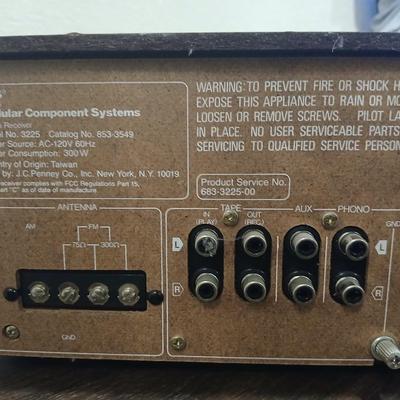 ular Component Systems
Receiver
No. 3225 Catalog No. 853-3549
er Source: AC-120V 60Hz
er Consumption: 300W
ntry of Origin: Taiwan
by: J.C.Penney Co., Inc. New York, N.Y. 10019
receiver complies with FCC Regulations Part 15,
"C" as of date of manufacture
WARNING: TO PREVENT FIRE OR SHOCK H
EXPOSE THIS APPLIANCE TO RAIN OR MO
LOOSEN OR REMOVE SCREWS. PILOT LA
IN PLACE. NO USER SERVICEABLE PARTS
SERVICING TO QUALIFIED SERVICE PERSON
Product Service No.
683-3225-00
ANTENNA
AM
FM
75Ω 300Ω
GND
TAPE
IN
(PLAY)
OUT
(REC)
AUX
PHONO
GND
L
R
L
R